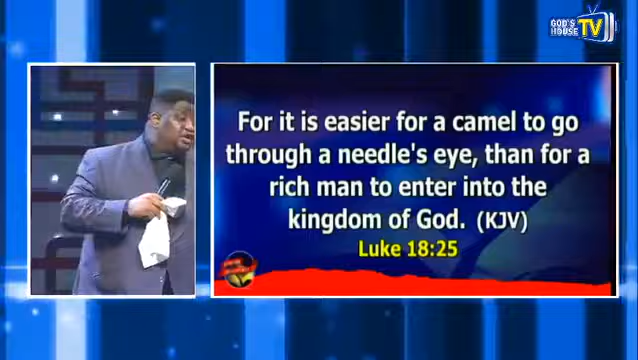 GOD'S
HOUSE TV
For it is easier for a camel to go
through a needle's eye, than for a
rich man to enter into the
kingdom of God. (KJV)
Luke 18:25